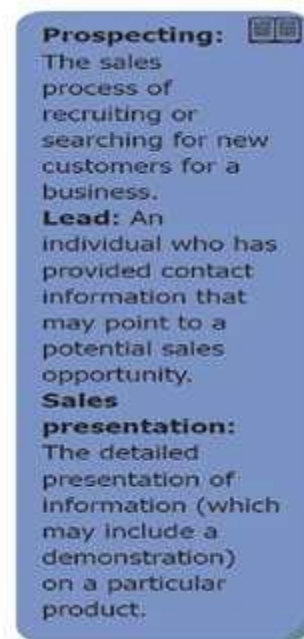 Prospecting:
The sales
process of
recruiting or
searching for new
customers for a
business.
Lead: An
individual who has
provided contact
information that
may point to a
potential sales
opportunity.
Sales
presentation:
The detailed
presentation of
information (which
may include a
demonstration)
on a particular
product.